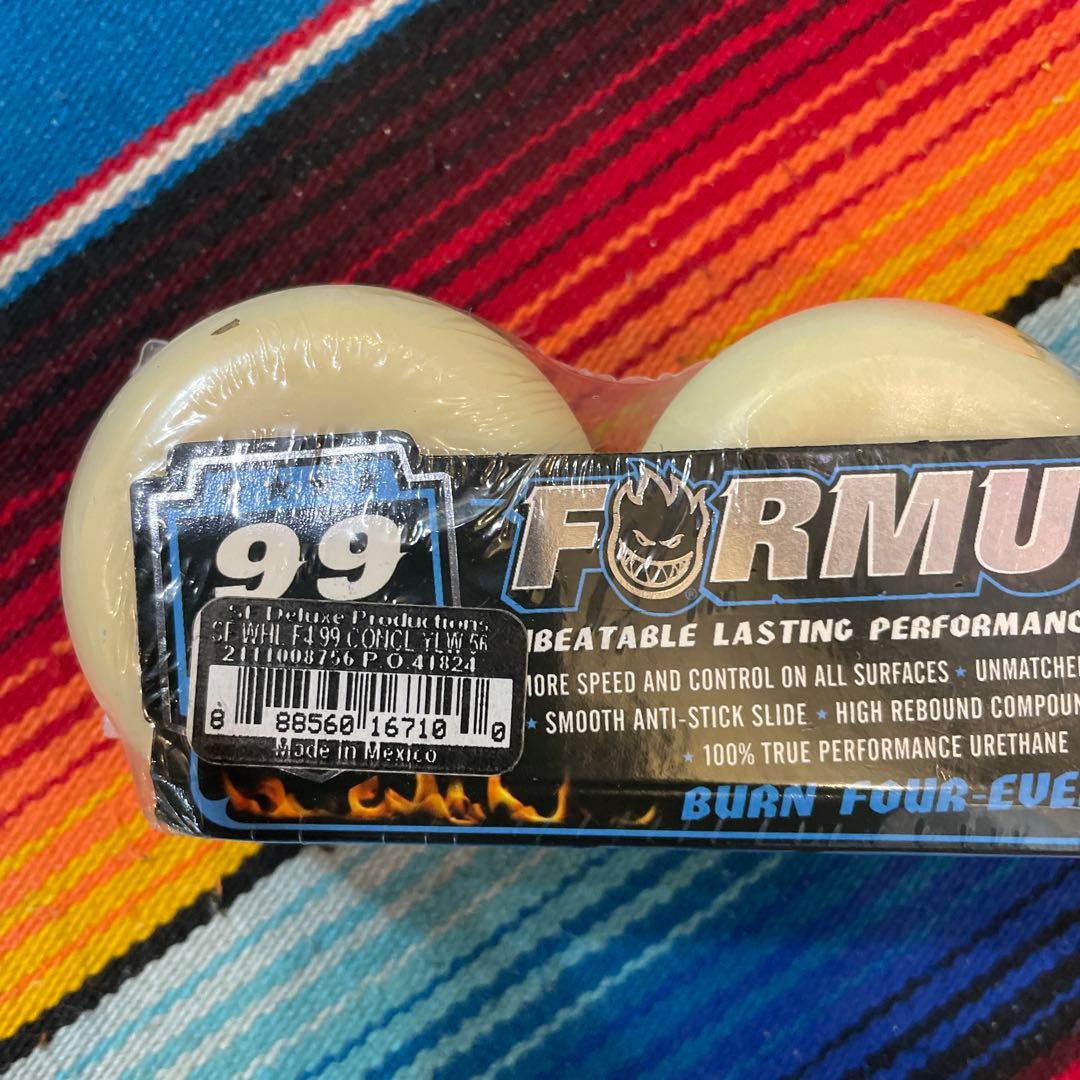 99
FORMU
SF Deluxe Productions
SF WHL F4 99 CONCL YLW 56
2111008756 P.O.41824
8 88560 16710 0
Made in Mexico
NBEATABLE LASTING PERFORMANC
MORE SPEED AND CONTROL ON ALL SURFACES ★ UNMATCHE
★ SMOOTH ANTI-STICK SLIDE ★ HIGH REBOUND COMPOUN
★ 100% TRUE PERFORMANCE URETHANE
BURN FOUR-EVE